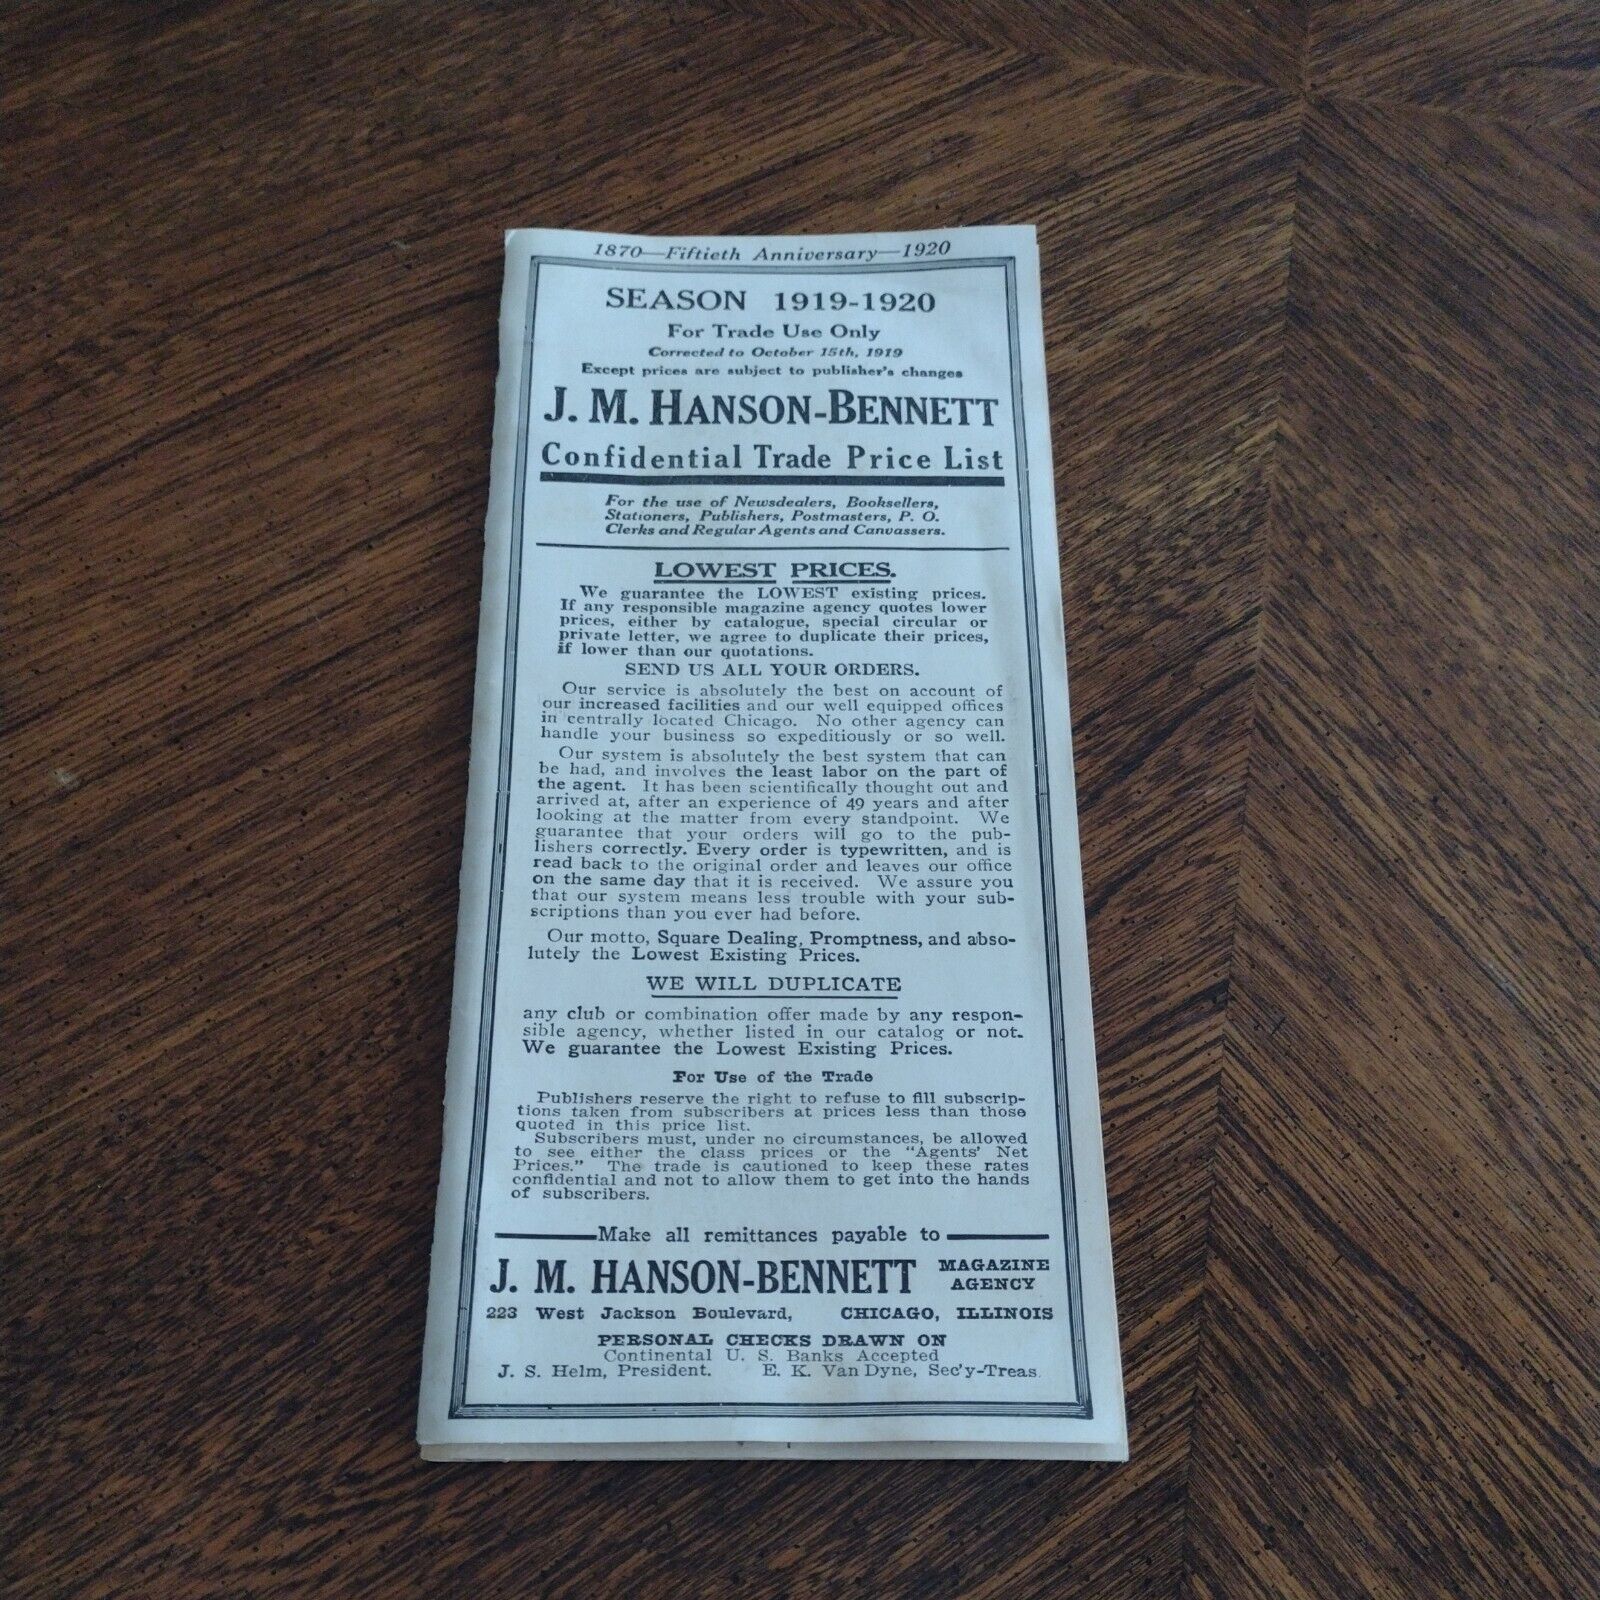 1870—Fiftieth Anniversary—1920
SEASON 1919-1920
For Trade Use Only
Corrected to October 15th, 1919
Except prices are subject to publisher's changes
J. M. HANSON-BENNETT
Confidential Trade Price List
For the use of Newsdealers, Booksellers,
Stationers, Publishers, Postmasters, P. O.
Clerks and Regular Agents and Canvassers.
LOWEST PRICES.
We guarantee the LOWEST existing prices.
If any responsible magazine agency quotes lower
prices, either by catalogue, special circular or
private letter, we agree to duplicate their prices,
if lower than our quotations.
SEND US ALL YOUR ORDERS.
Our service is absolutely the best on account of
our increased facilities and our well equipped offices
in centrally located Chicago. No other agency can
handle your business so expeditiously or so well.
Our system is absolutely the best system that can
be had, and involves the least labor on the part of
the agent. It has been scientifically thought out and
arrived at, after an experience of 49 years and after
looking at the matter from every standpoint. We
guarantee that your orders will go to the pub-
lishers correctly. Every order is typewritten, and is
read back to the original order and leaves our office
on the same day that it is received. We assure you
that our system means less trouble with your sub-
scriptions than you ever had before.
Our motto, Square Dealing, Promptness, and abso-
lutely the Lowest Existing Prices.
WE WILL DUPLICATE
any club or combination offer made by any respon-
sible agency, whether listed in our catalog or not.
We guarantee the Lowest Existing Prices.
For Use of the Trade
Publishers reserve the right to refuse to fill subscrip-
tions taken from subscribers at prices less than those
quoted in this price list.
Subscribers must, under no circumstances, be allowed
to see either the class prices or the "Agents' Net
Prices." The trade is cautioned to keep these rates
confidential and not to allow them to get into the hands
of subscribers.
Make all remittances payable to
J. M. HANSON-BENNETT MAGAZINE
AGENCY
223 West Jackson Boulevard, CHICAGO, ILLINOIS
PERSONAL CHECKS DRAWN ON
Continental U. S. Banks Accepted
J. S. Helm, President. E. K. Van Dyne, Sec'y-Treas.